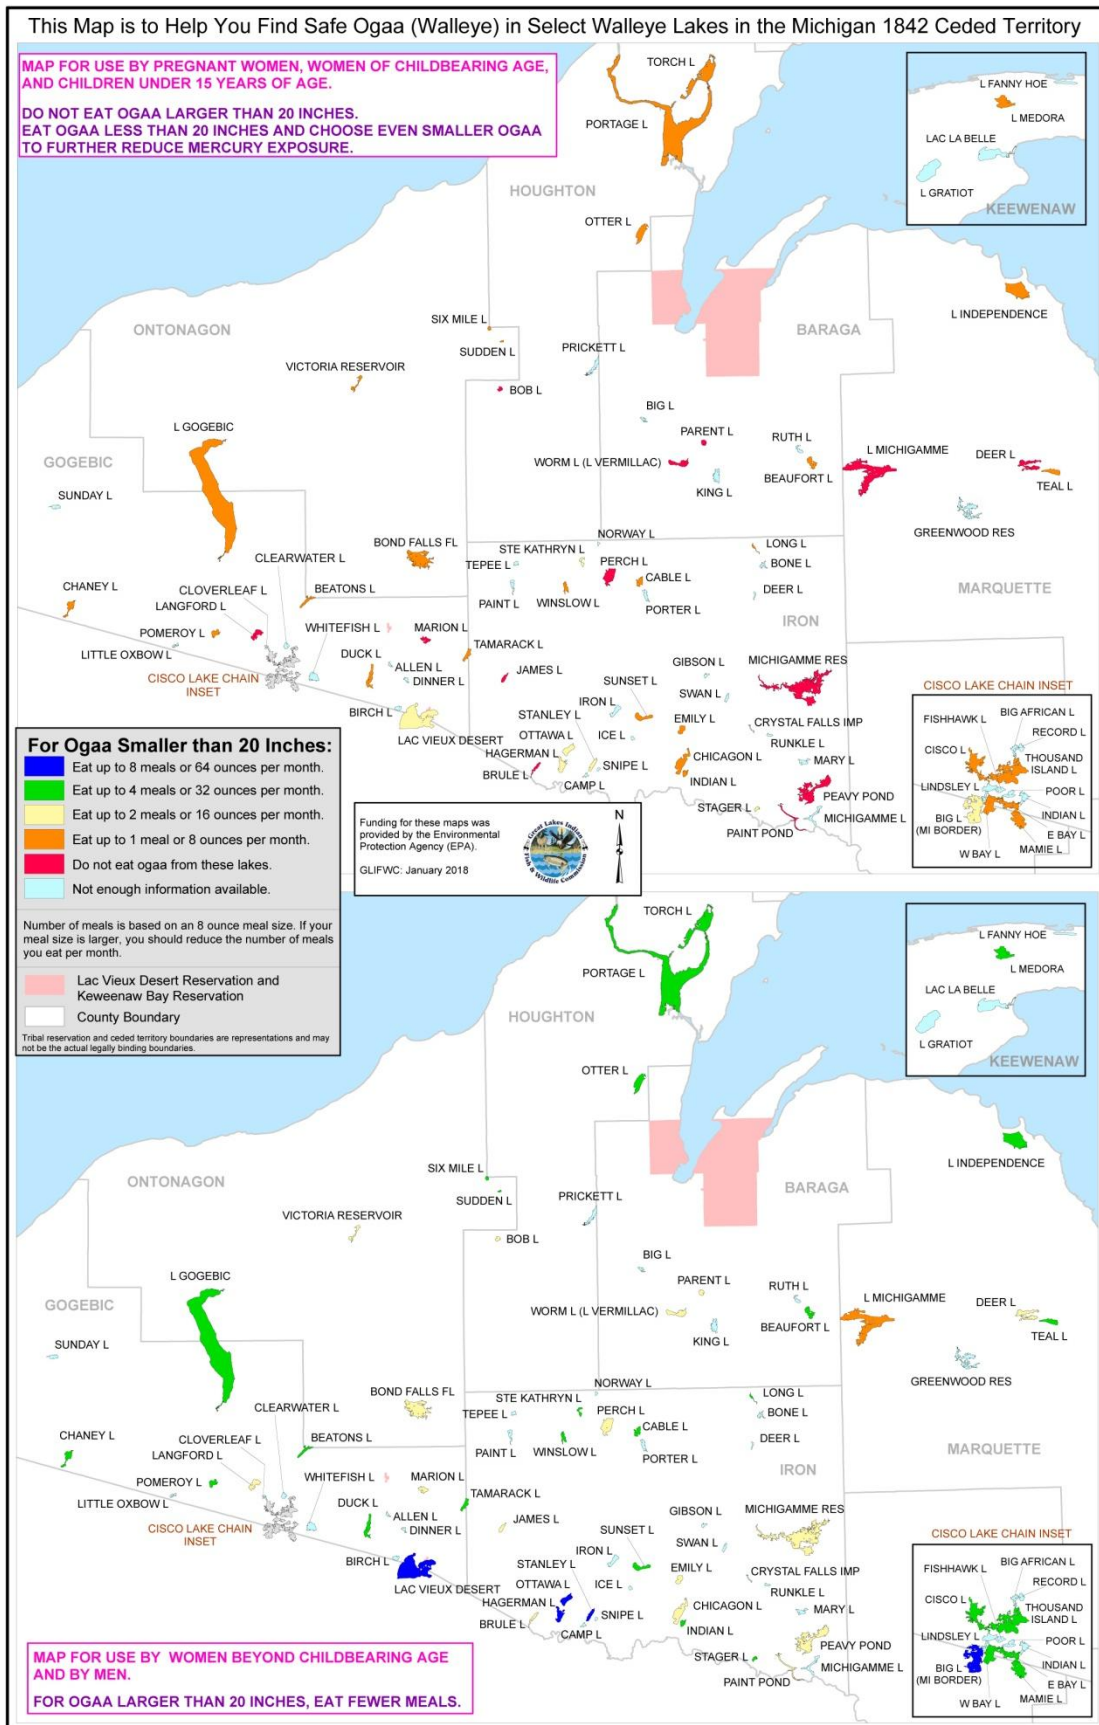 This Map is to Help You Find Safe Ogaa (Walleye) in Select Walleye Lakes in the Michigan 1842 Ceded Territory
MAP FOR USE BY PREGNANT WOMEN, WOMEN OF CHILDBEARING AGE,
AND CHILDREN UNDER 15 YEARS OF AGE.
DO NOT EAT OGAA LARGER THAN 20 INCHES.
EAT OGAA LESS THAN 20 INCHES AND CHOOSE EVEN SMALLER OGAA
TO FURTHER REDUCE MERCURY EXPOSURE.
TORCH L
PORTAGE L
L FANNY HOE
L MEDORA
LAC LA BELLE
L GRATIOT
KEEWENAW
HOUGHTON
OTTER L
L INDEPENDENCE
ONTONAGON
SIX MILE L
SUDDEN L
BARAGA
PRICKETT L
VICTORIA RESERVOIR
BOB L
BIG L
L GOGEBIC
PARENT L
RUTH L
L MICHIGAMME
DEER L
GOGEBIC
WORM L (L VERMILLAC)
BEAUFORT L
TEAL L
SUNDAY L
KING L
GREENWOOD RES
NORWAY L
BOND FALLS FL
STE KATHRYN L
LONG L
CLEARWATER L
TEPEE L
PERCH L
BONE L
CHANEY L
CLOVERLEAF L
BEATONS L
CABLE L
MARQUETTE
LANGFORD L
PAINT L
WINSLOW L
PORTER L
DEER L
POMEROY L
WHITEFISH L
MARION L
IRON
LITTLE OXBOW L
DUCK L
TAMARACK L
CISCO LAKE CHAIN
INSET
ALLEN L
DINNER L
JAMES L
GIBSON L
MICHIGAMME RES
SUNSET L
SWAN L
CISCO LAKE CHAIN INSET
BIRCH L
IRON L
STANLEY L
EMILY L
CRYSTAL FALLS IMP
FISHHAWK L
BIG AFRICAN L
RECORD L
LAC VIEUX DESERT
OTTAWA L
ICE L
RUNKLE L
CISCO L
THOUSAND
ISLAND L
HAGERMAN L
SNIPE L
CHICAGON L
MARY L
BRULE L
CAMP L
INDIAN L
LINDSLEY L
POOR L
PEAVY POND
BIG L
(MI BORDER)
INDIAN L
STAGER L
MICHIGAMME L
E BAY L
PAINT POND
W BAY L
MAMIE L
For Ogaa Smaller than 20 Inches:
Eat up to 8 meals or 64 ounces per month.
Eat up to 4 meals or 32 ounces per month.
Eat up to 2 meals or 16 ounces per month.
Eat up to 1 meal or 8 ounces per month.
Do not eat ogaa from these lakes.
Not enough information available.
Number of meals is based on an 8 ounce meal size. If your
meal size is larger, you should reduce the number of meals
you eat per month.
Lac Vieux Desert Reservation and
Keweenaw Bay Reservation
County Boundary
Tribal reservation and ceded territory boundaries are representations and may
not be the actual legally binding boundaries.
Funding for these maps was
provided by the Environmental
Protection Agency (EPA).
GLIFWC: January 2018
Great Lakes Indian
Fish & Wildlife Commission
N
TORCH L
PORTAGE L
L FANNY HOE
L MEDORA
LAC LA BELLE
L GRATIOT
KEEWENAW
HOUGHTON
OTTER L
L INDEPENDENCE
ONTONAGON
SIX MILE L
SUDDEN L
BARAGA
PRICKETT L
VICTORIA RESERVOIR
BOB L
BIG L
L GOGEBIC
PARENT L
RUTH L
L MICHIGAMME
DEER L
GOGEBIC
WORM L (L VERMILLAC)
BEAUFORT L
TEAL L
SUNDAY L
KING L
GREENWOOD RES
NORWAY L
BOND FALLS FL
STE KATHRYN L
LONG L
CLEARWATER L
TEPEE L
PERCH L
BONE L
CHANEY L
CLOVERLEAF L
BEATONS L
CABLE L
LANGFORD L
PAINT L
WINSLOW L
PORTER L
DEER L
MARQUETTE
POMEROY L
WHITEFISH L
MARION L
IRON
LITTLE OXBOW L
DUCK L
TAMARACK L
CISCO LAKE CHAIN
INSET
ALLEN L
DINNER L
JAMES L
GIBSON L
MICHIGAMME RES
SUNSET L
SWAN L
CISCO LAKE CHAIN INSET
BIRCH L
IRON L
STANLEY L
EMILY L
CRYSTAL FALLS IMP
FISHHAWK L
BIG AFRICAN L
RECORD L
LAC VIEUX DESERT
OTTAWA L
ICE L
RUNKLE L
CISCO L
THOUSAND
ISLAND L
HAGERMAN L
SNIPE L
CHICAGON L
MARY L
BRULE L
CAMP L
INDIAN L
LINDSLEY L
POOR L
PEAVY POND
BIG L
(MI BORDER)
INDIAN L
STAGER L
MICHIGAMME L
E BAY L
PAINT POND
W BAY L
MAMIE L
MAP FOR USE BY WOMEN BEYOND CHILDBEARING AGE
AND BY MEN.
FOR OGAA LARGER THAN 20 INCHES, EAT FEWER MEALS.